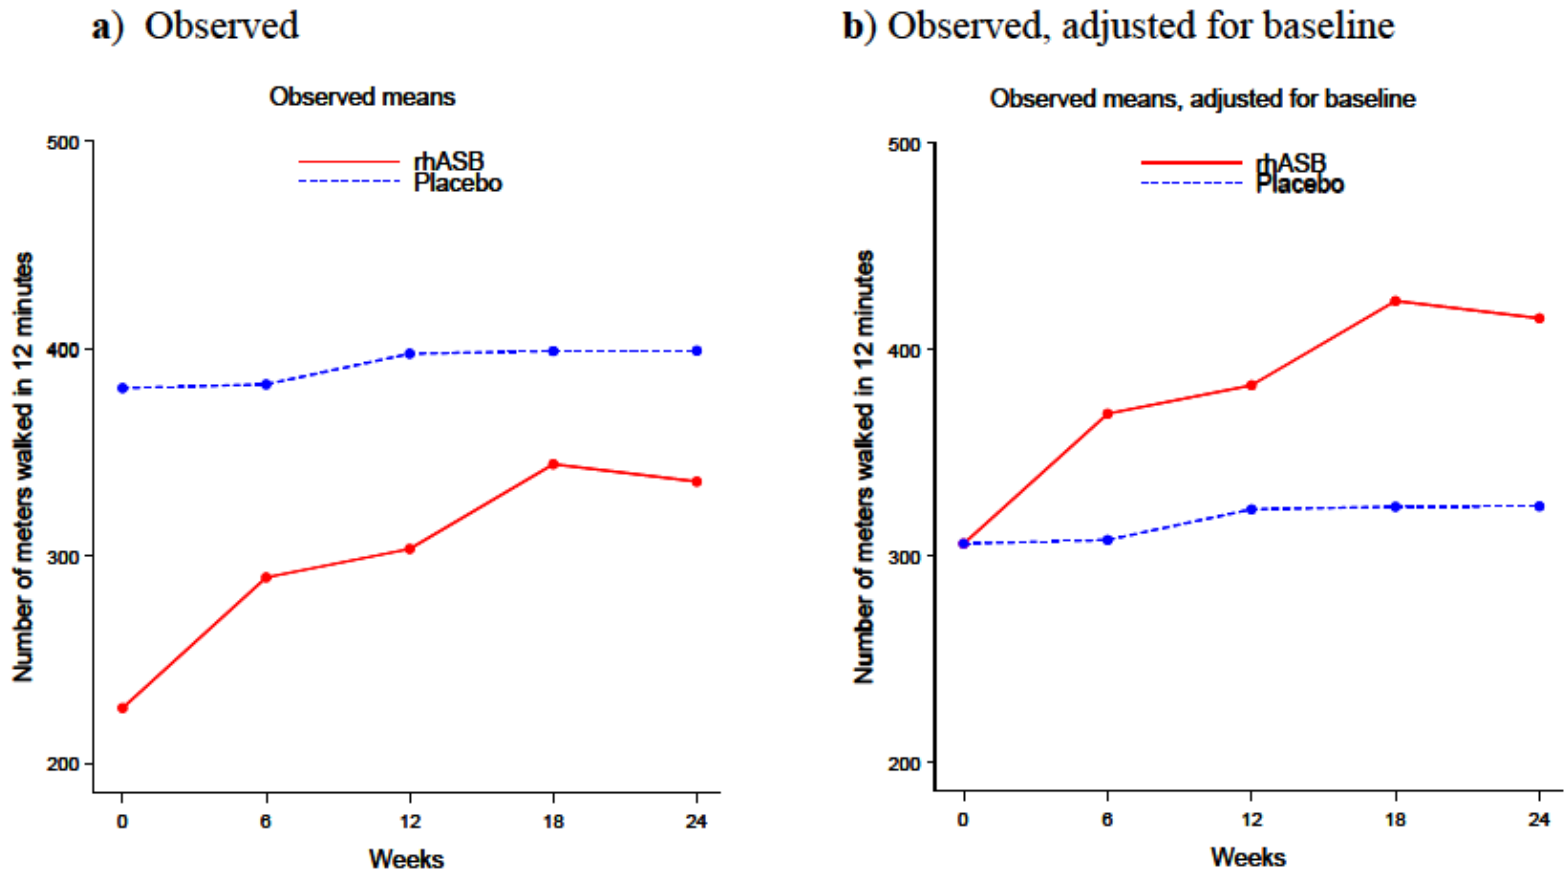 a) Observed
Observed means
500
400
300
200
rhASB
Placebo
Number of meters walked in 12 minutes
0 6 12 18 24
Weeks
b) Observed, adjusted for baseline
Observed means, adjusted for baseline
500
400
300
200
rhASB
Placebo
Number of meters walked in 12 minutes
0 6 12 18 24
Weeks